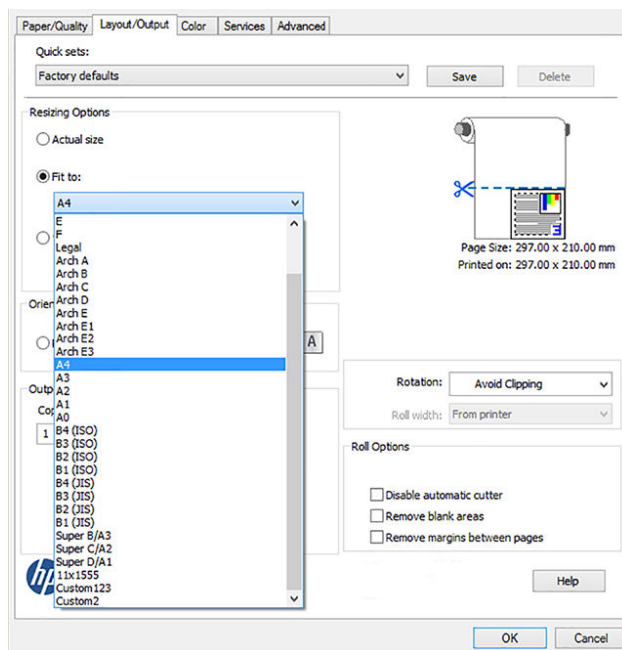 Paper/Quality Layout/Output Color Services Advanced
Quick sets:
Factory defaults Save Delete
Resizing Options
Actual size
Fit to:
A4
E
F
Legal
Arch A
Arch B
Arch C
Arch D
Arch E
Arch E1
Arch E2
Arch E3
A4
A3
A2
A1
A0
B4 (ISO)
B3 (ISO)
B2 (ISO)
B1 (ISO)
B4 (JIS)
B3 (JIS)
B2 (JIS)
B1 (JIS)
Super B/A3
Super C/A2
Super D/A1
11x1555
Custom123
Custom2
Page Size: 297.00 x 210.00 mm
Printed on: 297.00 x 210.00 mm
Orien
A
Outp
Cop
1
Rotation: Avoid Clipping
Roll width: From printer
Roll Options
Disable automatic cutter
Remove blank areas
Remove margins between pages
hp
Help
OK Cancel